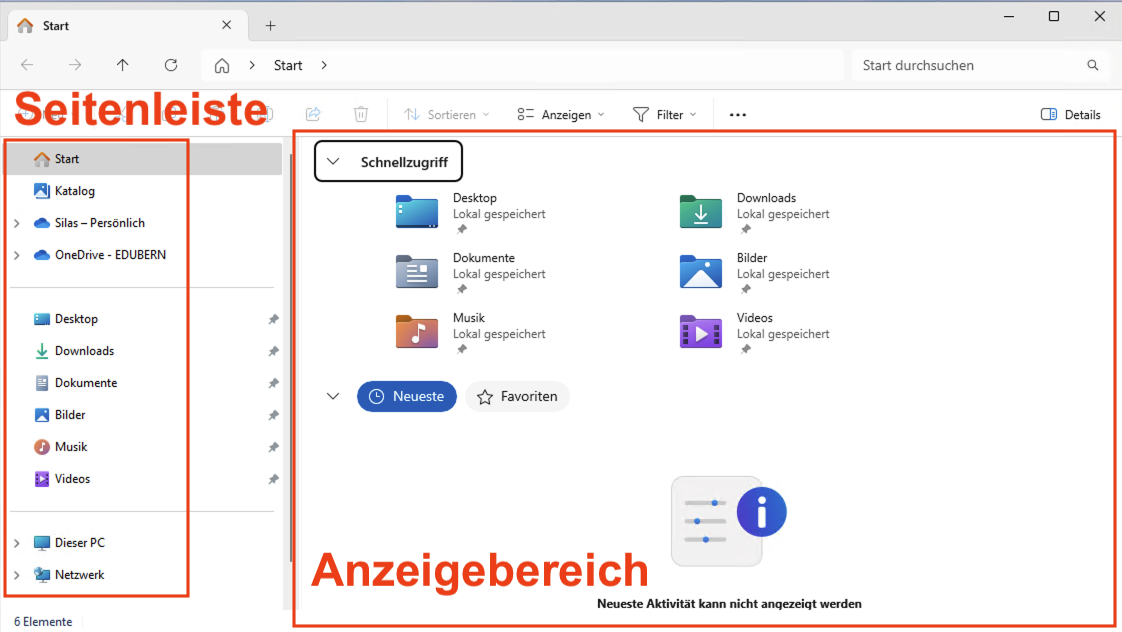 Start
Start
Start durchsuchen
Seitenleiste
Sortieren
Anzeigen
Filter
Details
Start
Katalog
Silas – Persönlich
OneDrive - EDUBERN
Desktop
Downloads
Dokumente
Bilder
Musik
Videos
Dieser PC
Netzwerk
Schnellzugriff
Desktop
Lokal gespeichert
Downloads
Lokal gespeichert
Dokumente
Lokal gespeichert
Bilder
Lokal gespeichert
Musik
Lokal gespeichert
Videos
Lokal gespeichert
Neueste
Favoriten
Anzeigebereich
Neueste Aktivität kann nicht angezeigt werden
6 Elemente